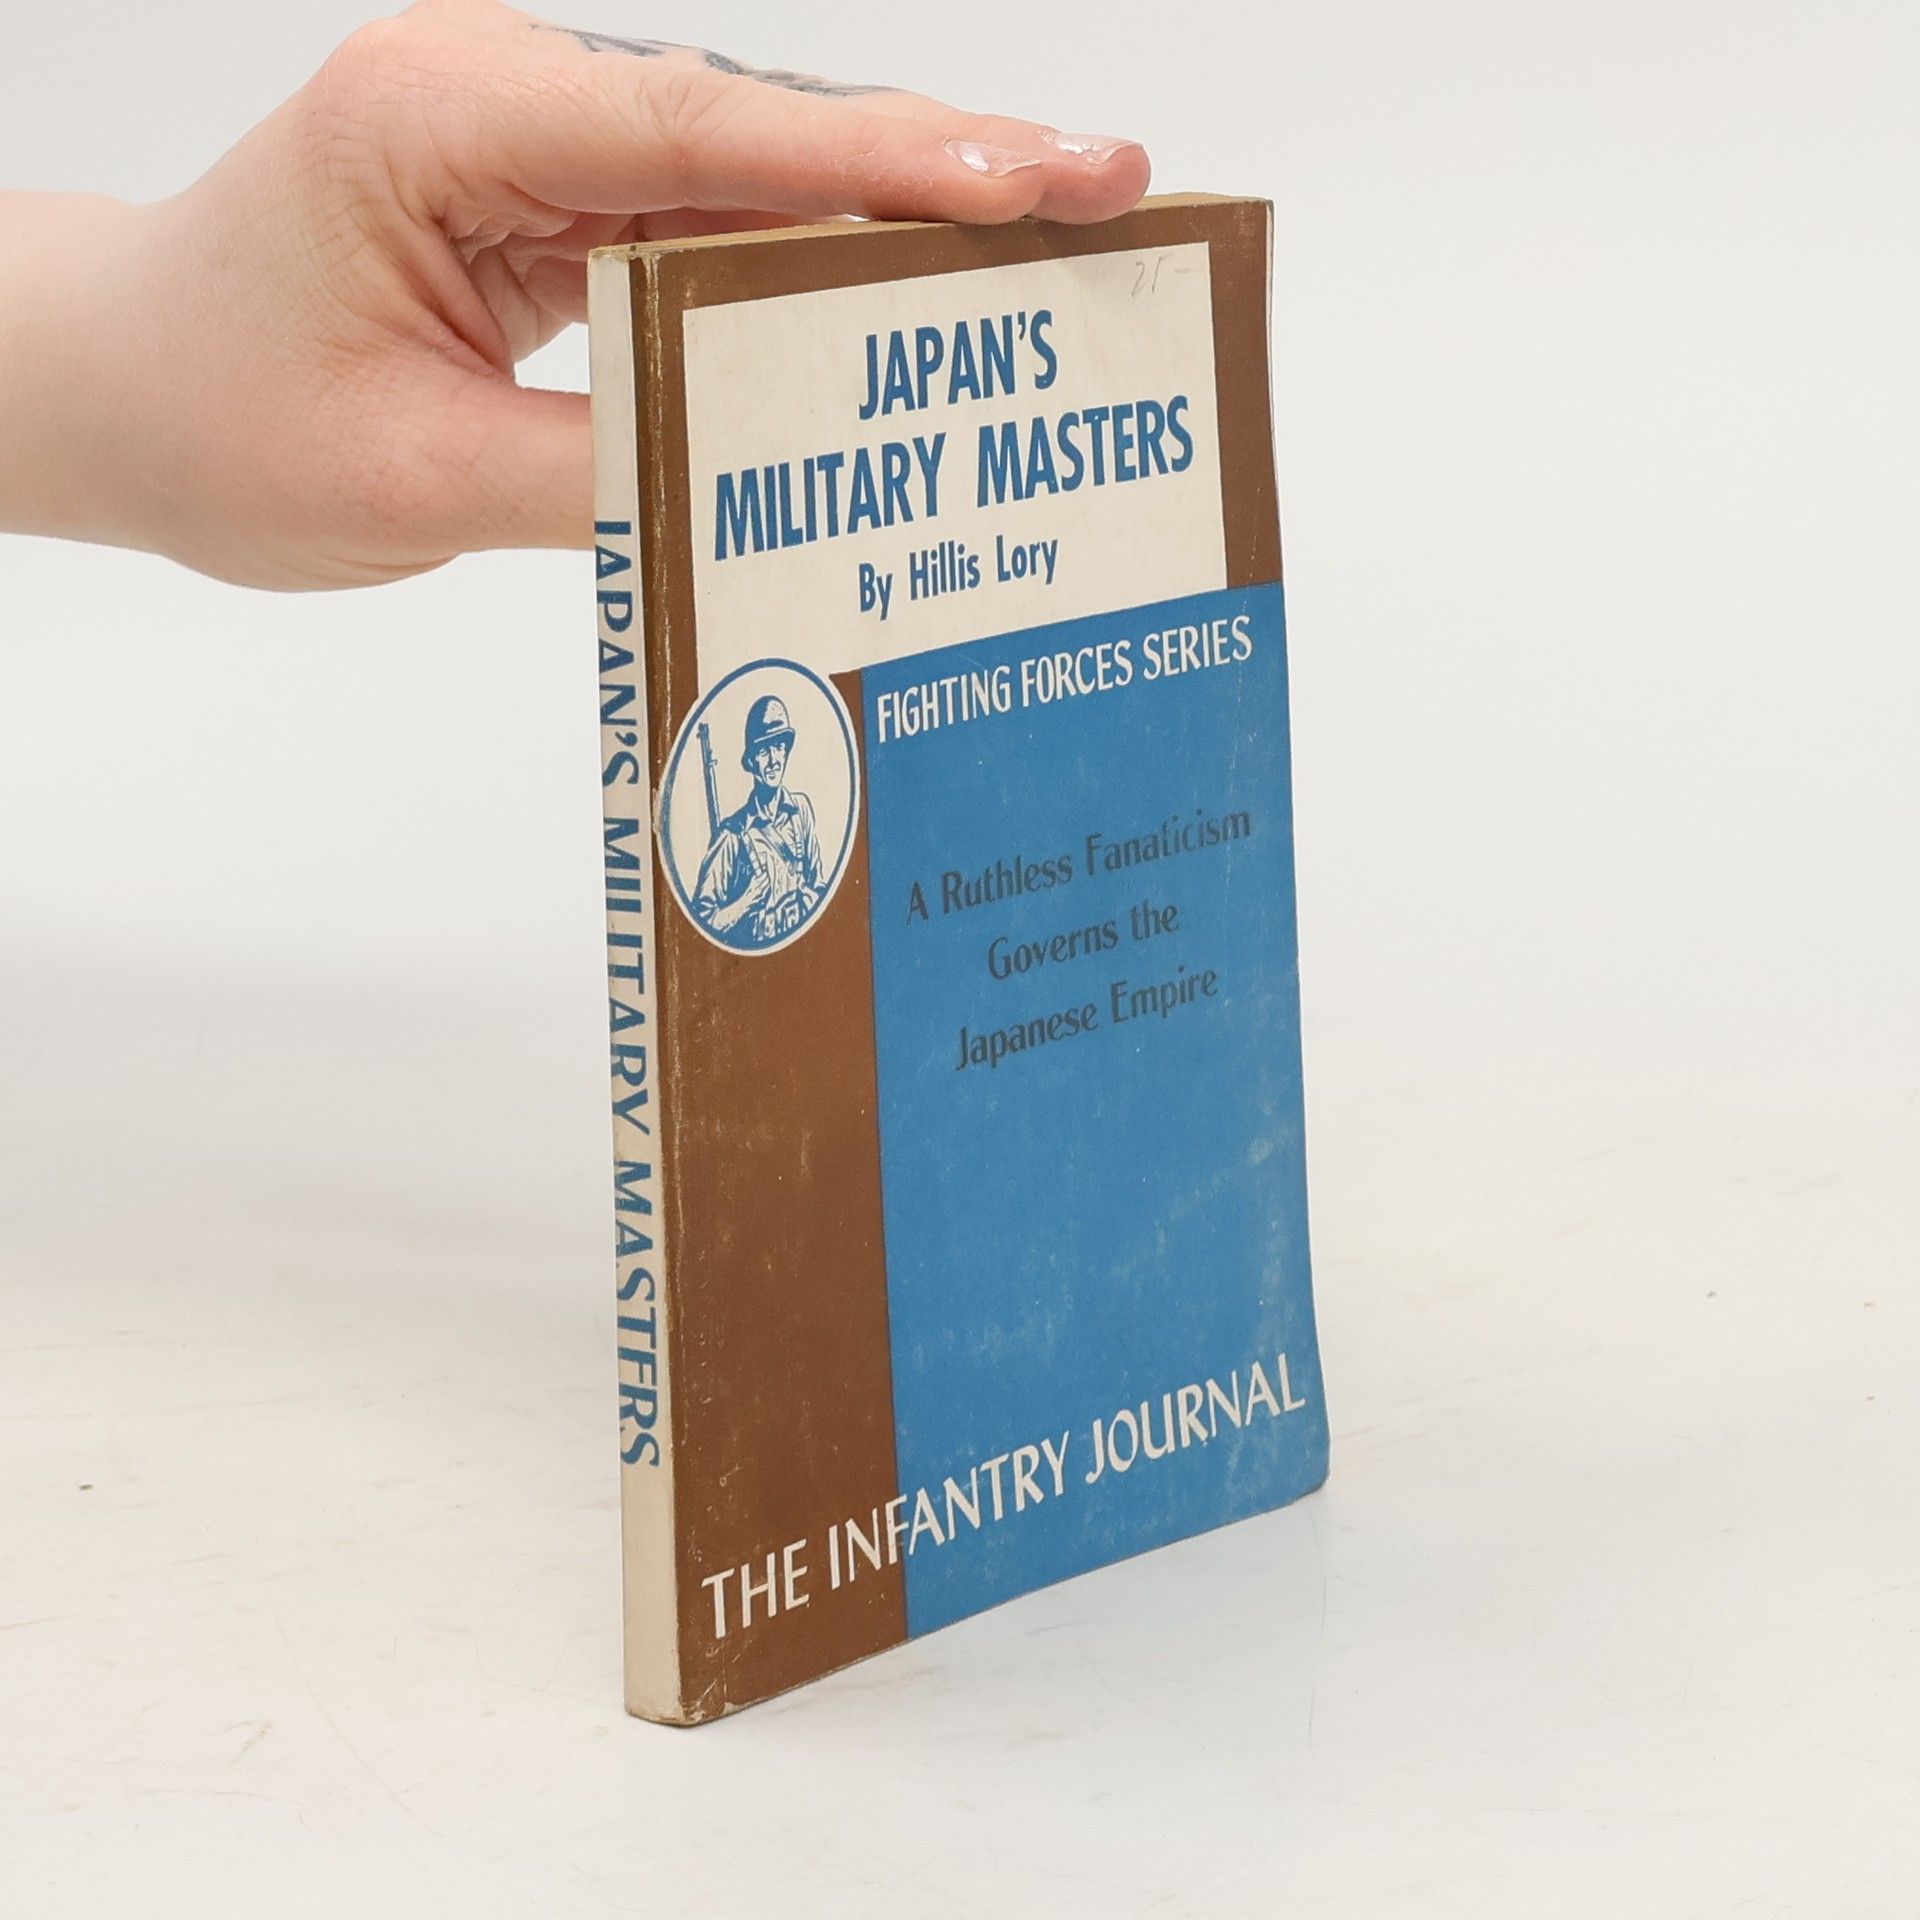 25-
JAPAN'S
MILITARY MASTERS
By Hillis Lory
FIGHTING FORCES SERIES
A Ruthless Fanaticism
Governs the
Japanese Empire
THE INFANTRY JOURNAL
JAPAN'S MILITARY MASTERS